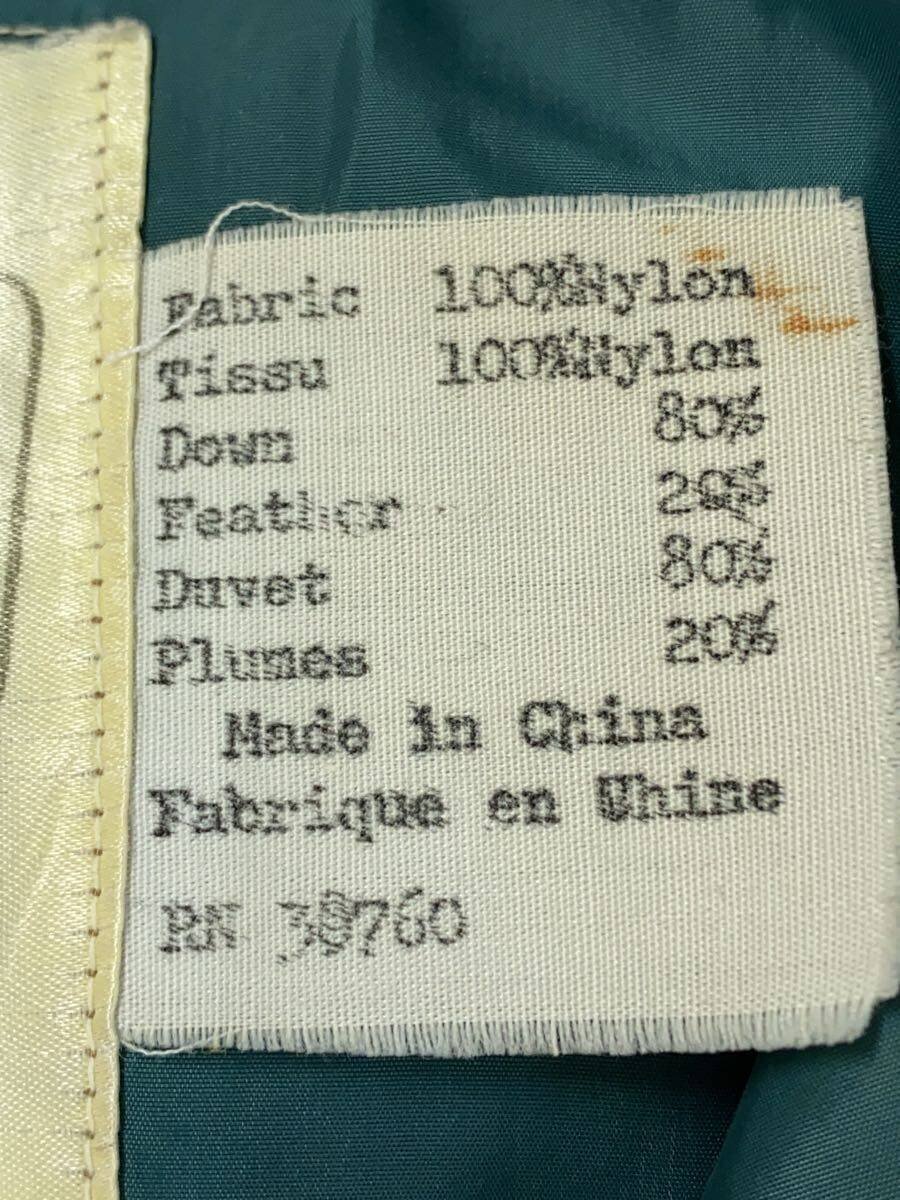 Fabric 100%Nylon
Tissu 100%Nylon
Down 80%
Feather 20%
Duvet 80%
Plumes 20%
Made in China
Fabrique en Chine
RN